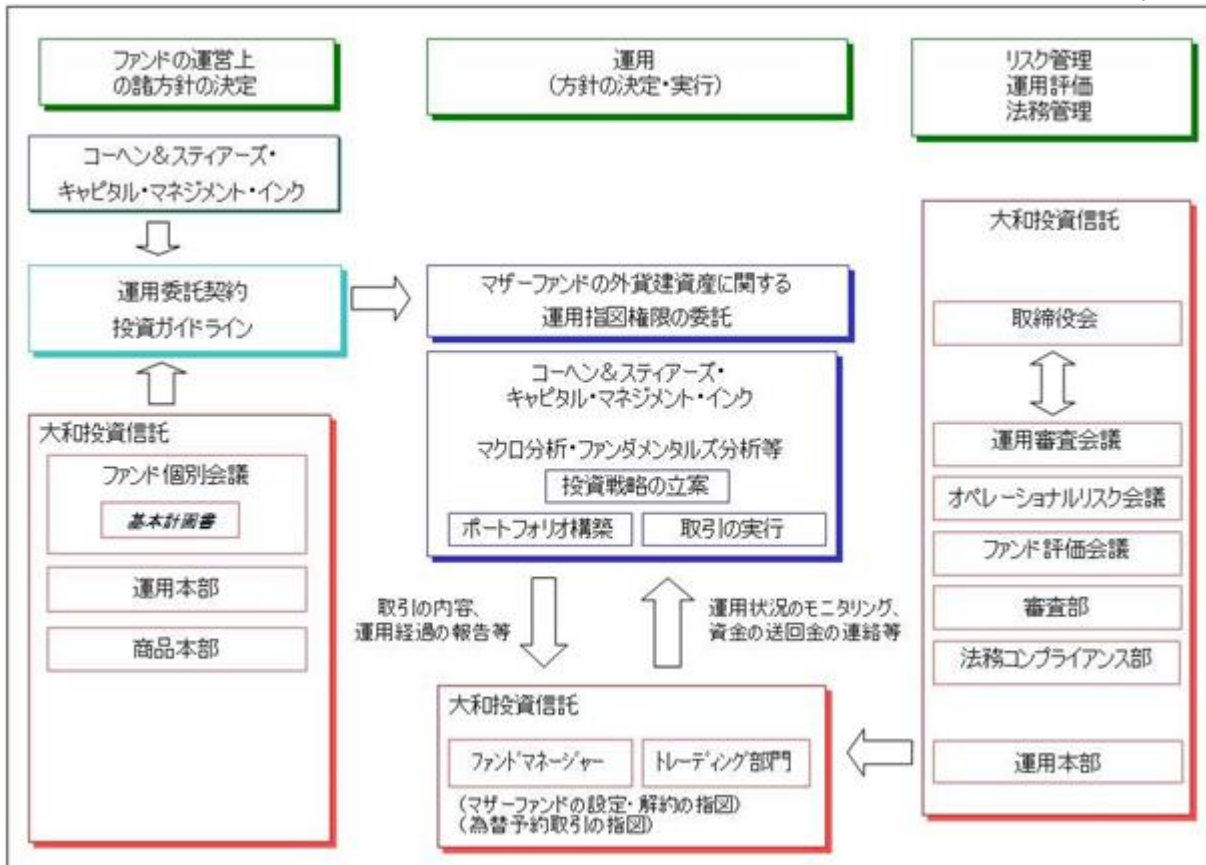 ファンドの運営上
の諸方針の決定
運用
(方針の決定・実行)
リスク管理
運用評価
法務管理
コーヘン&スティアーズ・
キャピタル・マネジメント・インク
運用委託契約
投資ガイドライン
マザーファンドの外貨建資産に関する
運用指図権限の委託
コーヘン&スティアーズ・
キャピタル・マネジメント・インク
マクロ分析・ファンダメンタルズ分析等
投資戦略の立案
ポートフォリオ構築
取引の実行
大和投資信託
ファンド個別会議
基本計画書
運用本部
商品本部
取引の内容、
運用経過の報告等
運用状況のモニタリング、
資金の送回金の連絡等
大和投資信託
ファンドマネージャー
トレーディング部門
(マザーファンドの設定・解約の指図)
(為替予約取引の指図)
大和投資信託
取締役会
運用審査会議
オペレーショナルリスク会議
ファンド評価会議
審査部
法務コンプライアンス部
運用本部